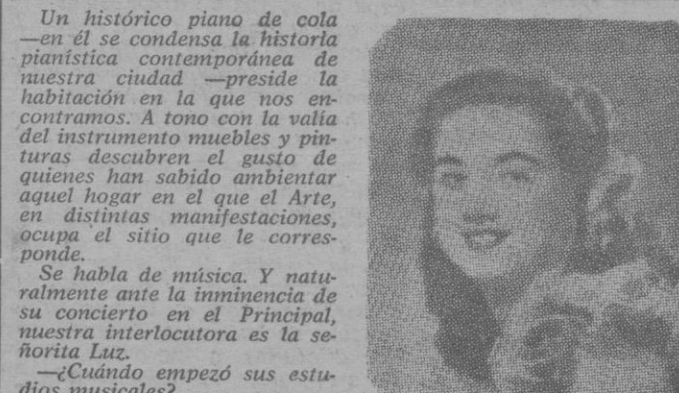 Un histórico piano de cola
—en él se condensa la historia
pianística contemporánea de
nuestra ciudad —preside la
habitación en la que nos en-
contramos. A tono con la valía
del instrumento muebles y pin-
turas descubren el gusto de
quienes han sabido ambientar
aquel hogar en el que el Arte,
en distintas manifestaciones,
ocupa el sitio que le corres-
ponde.
Se habla de música. Y natu-
ralmente ante la inminencia de
su concierto en el Principal,
nuestra interlocutora es la se-
ñorita Luz.
—¿Cuándo empezó sus estu-
dios musicales?